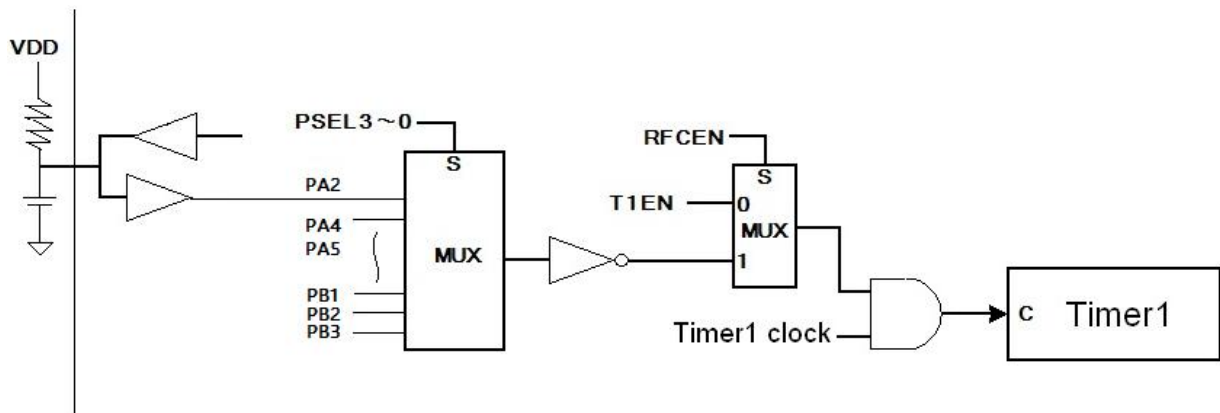 VDD
PSEL3~0
S
PA2
PA4
PA5
PB1
PB2
PB3
MUX
RFCEN
S
T1EN
0
MUX
1
Timer1 clock
C
Timer1